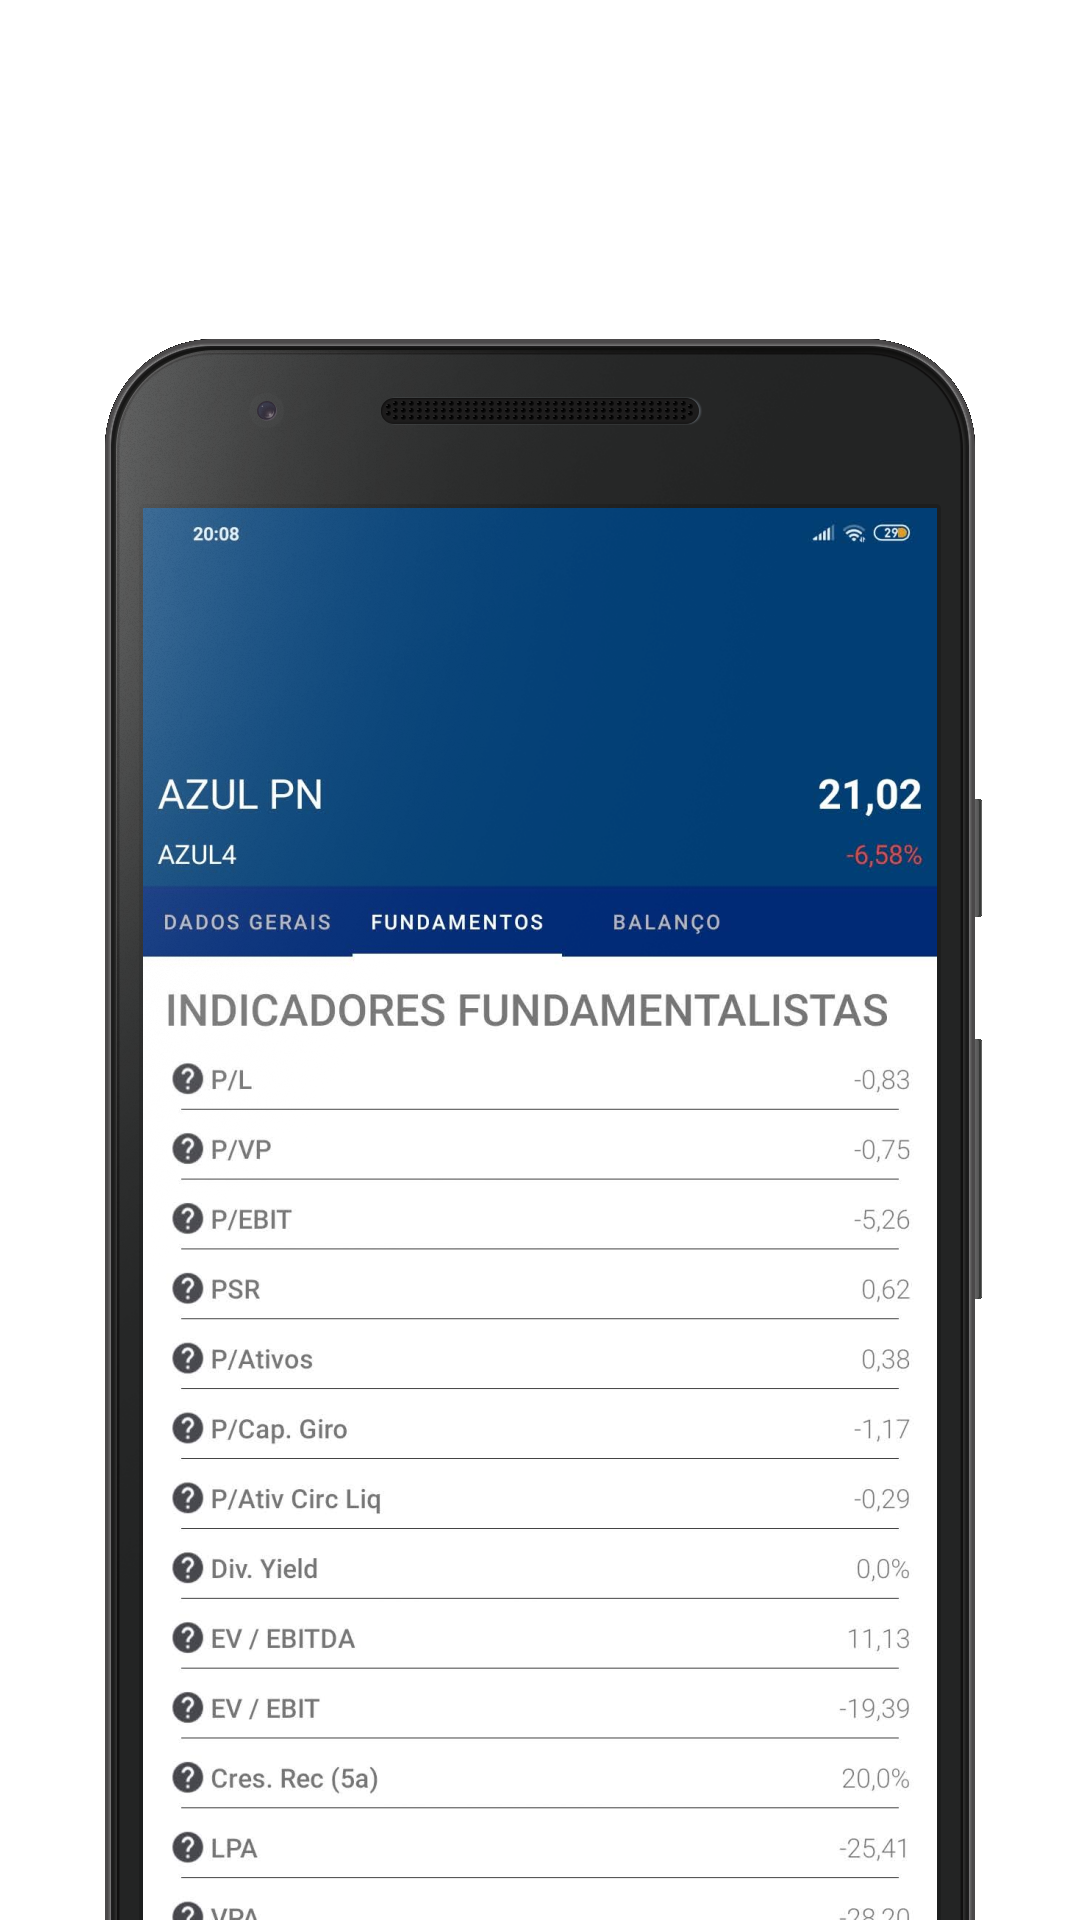 20:08
29
AZUL PN 21,02
AZUL4 -6,58%
DADOS GERAIS FUNDAMENTOS BALANÇO
INDICADORES FUNDAMENTALISTAS
P/L -0,83
P/VP -0,75
P/EBIT -5,26
PSR 0,62
P/Ativos 0,38
P/Cap. Giro -1,17
P/Ativ Circ Liq -0,29
Div. Yield 0,0%
EV / EBITDA 11,13
EV / EBIT -19,39
Cres. Rec (5a) 20,0%
LPA -25,41
VPA -28,20